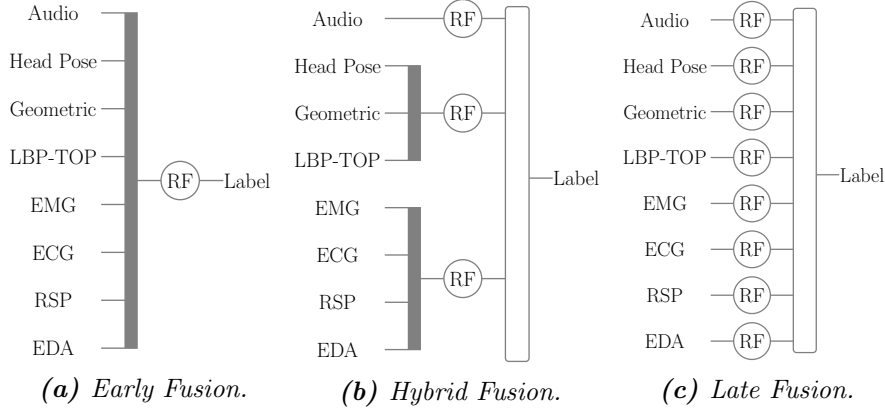 Audio
Head Pose
Geometric
LBP-TOP
EMG
ECG
RSP
EDA
RF
Label
(a) Early Fusion.
Audio
Head Pose
Geometric
LBP-TOP
EMG
ECG
RSP
EDA
RF
RF
RF
Label
(b) Hybrid Fusion.
Audio RF
Head Pose RF
Geometric RF
LBP-TOP RF
EMG RF
ECG RF
RSP RF
EDA RF
Label
(c) Late Fusion.